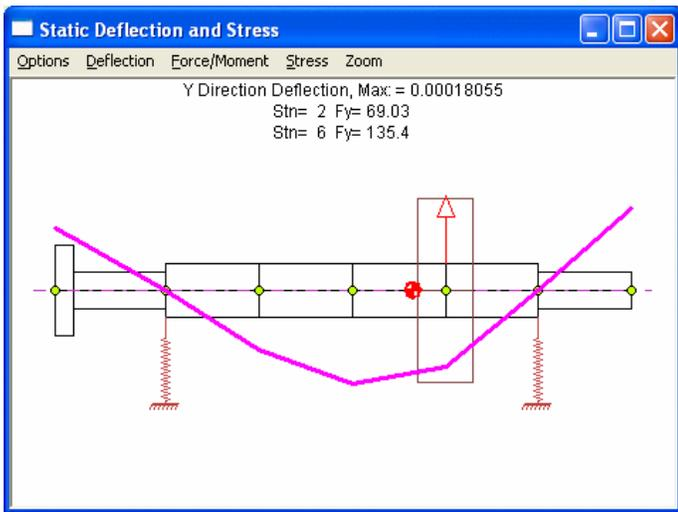 Static Deflection and Stress
Options Deflection Force/Moment Stress Zoom
Y Direction Deflection, Max: = 0.00018055
Stn= 2 Fy= 69.03
Stn= 6 Fy= 135.4